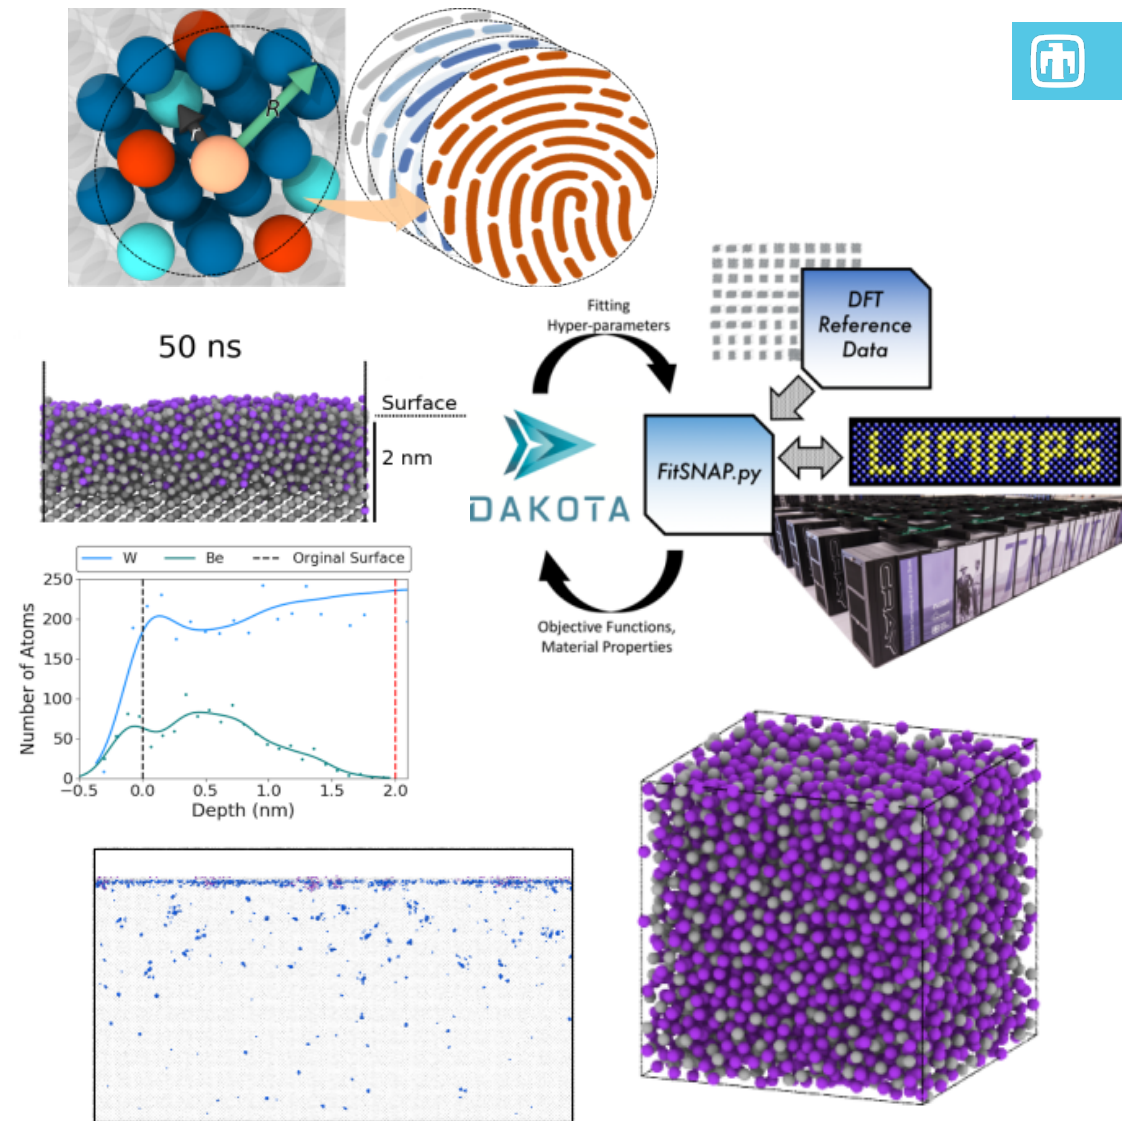 R
r
Fitting
Hyper-parameters
DFT
Reference
Data
50 ns
Surface
2 nm
DAKOTA
FitSNAP.py
LAMMPS
CRAY
TRINIT
Objective Functions,
Material Properties
W
Be
Orginal Surface
250
200
150
100
50
0
Number of Atoms
−0.5
0.0
0.5
1.0
1.5
2.0
Depth (nm)